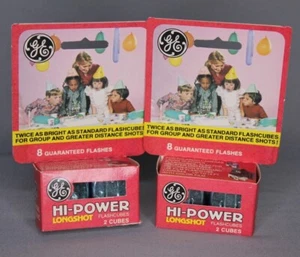 GE
TWICE AS BRIGHT AS STANDARD FLASHCUBES
FOR GROUP AND GREATER DISTANCE SHOTS!
8 GUARANTEED FLASHES
GE
HI-POWER
LONGSHOT FLASHCUBES
2 CUBES
GE
TWICE AS BRIGHT AS STANDARD FLASHCUBES
FOR GROUP AND GREATER DISTANCE SHOTS!
8 GUARANTEED FLASHES
GE
HI-POWER
LONGSHOT FLASHCUBES
2 CUBES